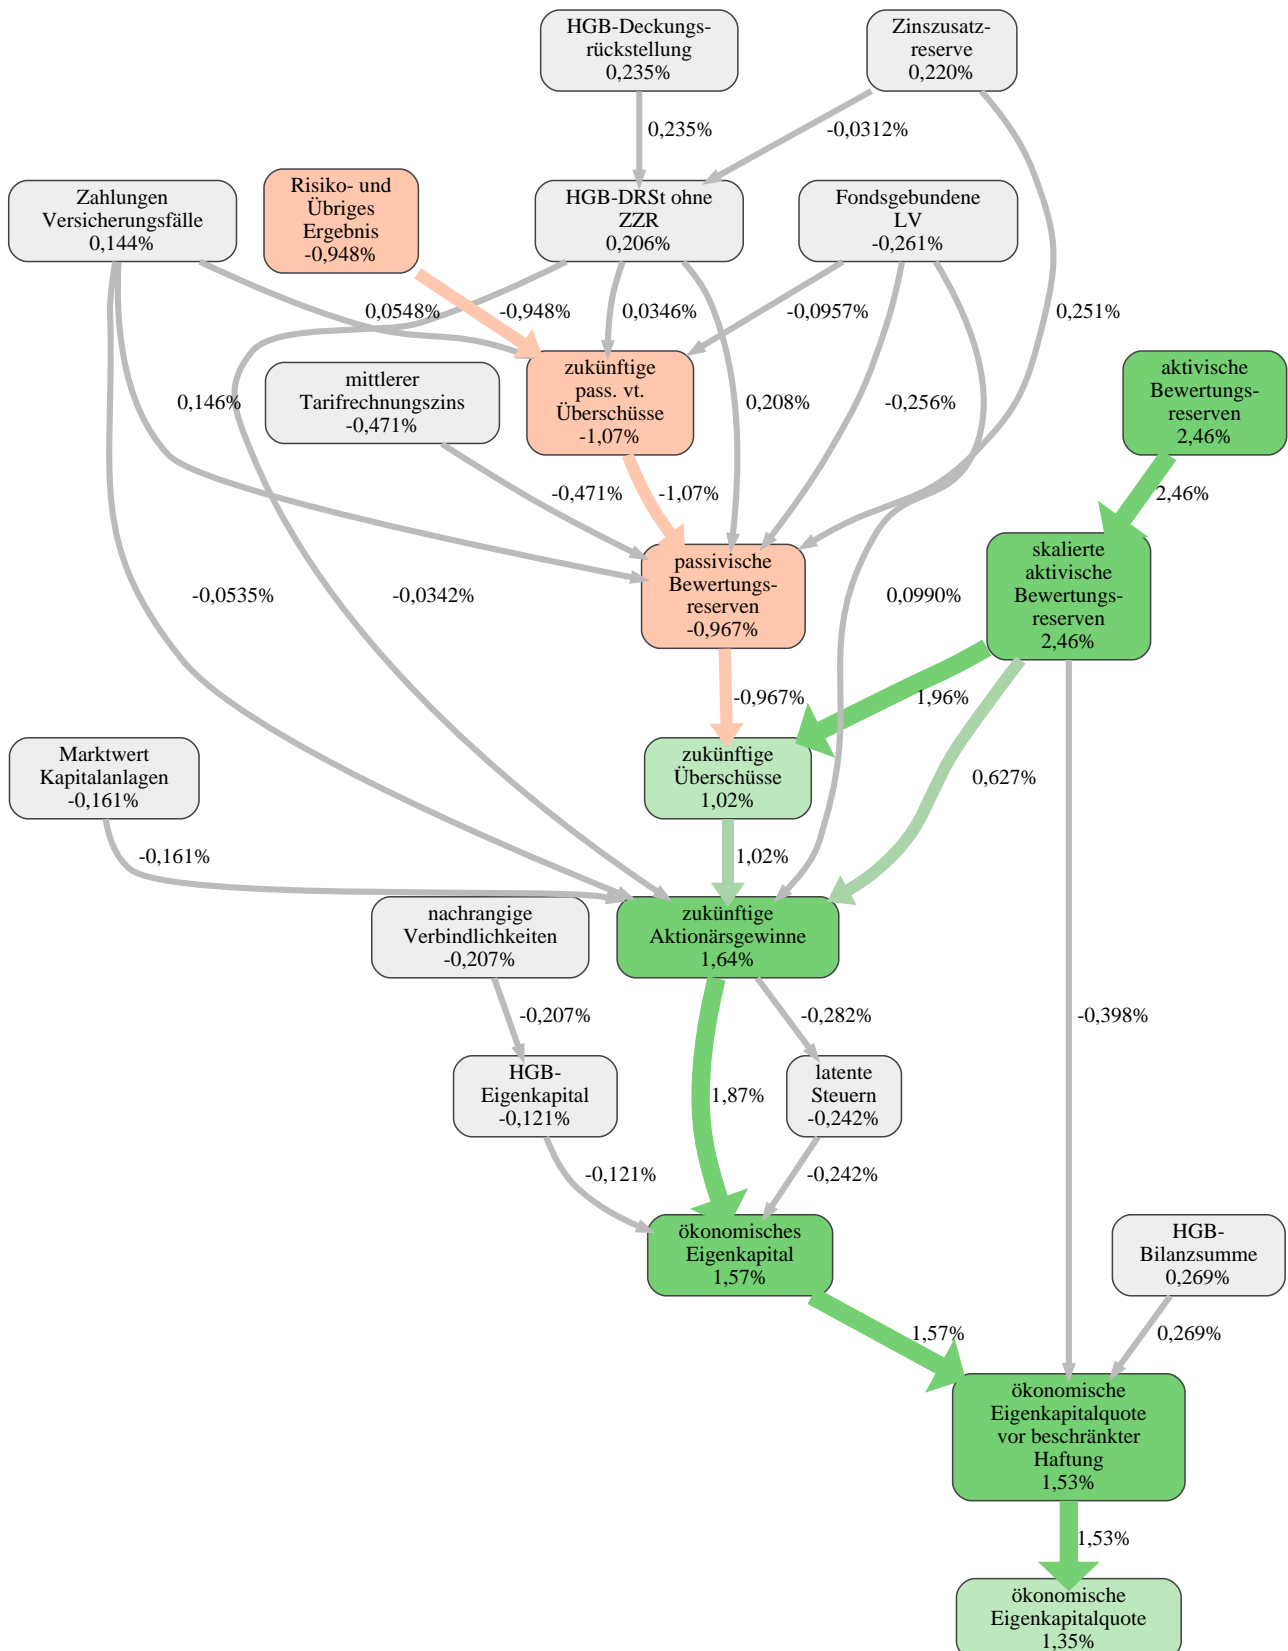 HGB-Deckungs-
rückstellung
0,235%
Zinszusatz-
reserve
0,220%
0,235%
-0,0312%
Zahlungen
Versicherungsfälle
0,144%
Risiko- und
Übriges
Ergebnis
-0,948%
HGB-DRSt ohne
ZZR
0,206%
Fondsgebundene
LV
-0,261%
0,0548%
-0,948%
0,0346%
-0,0957%
0,251%
mittlerer
Tarifrechnungszins
-0,471%
zukünftige
pass. vt.
Überschüsse
-1,07%
aktivische
Bewertungs-
reserven
2,46%
0,146%
0,208%
-0,256%
-0,471%
-1,07%
2,46%
passivische
Bewertungs-
reserven
-0,967%
skalierte
aktivische
Bewertungs-
reserven
2,46%
-0,0535%
-0,0342%
0,0990%
-0,967%
1,96%
Marktwert
Kapitalanlagen
-0,161%
zukünftige
Überschüsse
1,02%
0,627%
-0,161%
1,02%
nachrangige
Verbindlichkeiten
-0,207%
zukünftige
Aktionärsgewinne
1,64%
-0,207%
-0,282%
-0,398%
HGB-
Eigenkapital
-0,121%
1,87%
latente
Steuern
-0,242%
-0,121%
-0,242%
ökonomisches
Eigenkapital
1,57%
HGB-
Bilanzsumme
0,269%
1,57%
0,269%
ökonomische
Eigenkapitalquote
vor beschränkter
Haftung
1,53%
1,53%
ökonomische
Eigenkapitalquote
1,35%